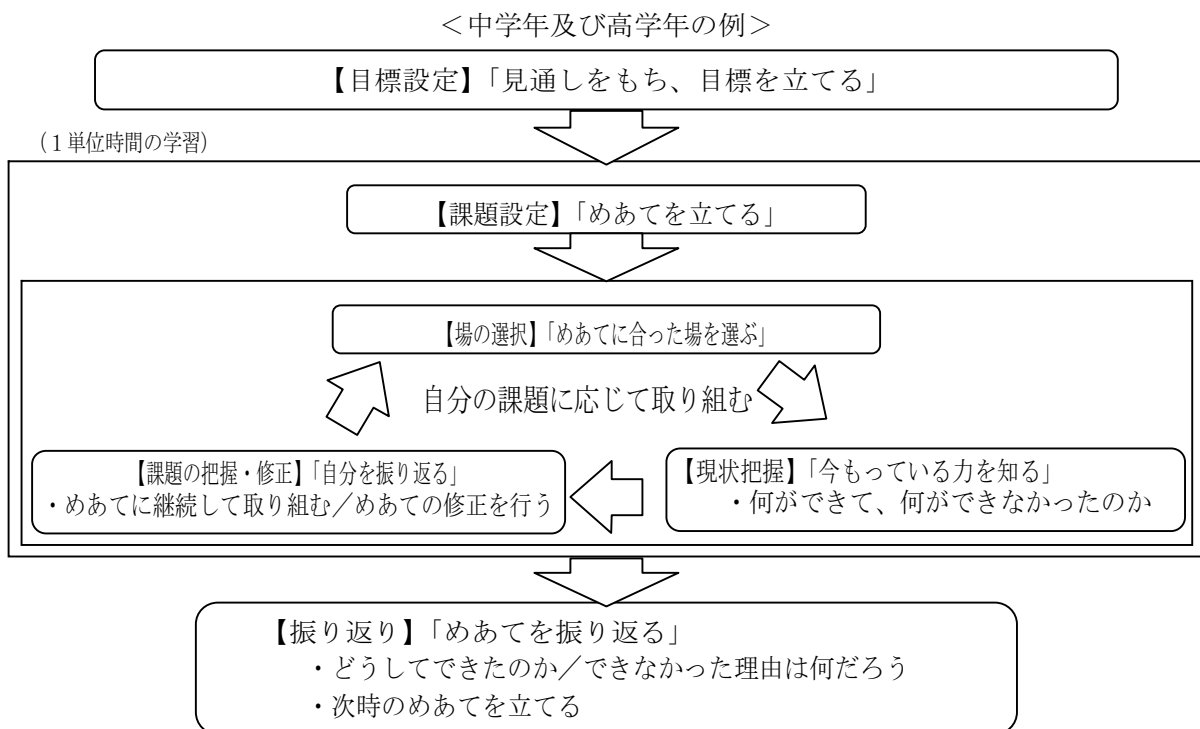 ＜中学年及び高学年の例＞
【目標設定】「見通しをもち、目標を立てる」
（１単位時間の学習）
【課題設定】「めあてを立てる」
【場の選択】「めあてに合った場を選ぶ」
自分の課題に応じて取り組む
【現状把握】「今もっている力を知る」
・何ができて、何ができなかったのか
【課題の把握・修正】「自分を振り返る」
・めあてに継続して取り組む／めあての修正を行う
【振り返り】「めあてを振り返る」
・どうしてできたのか／できなかった理由は何だろう
・次時のめあてを立てる